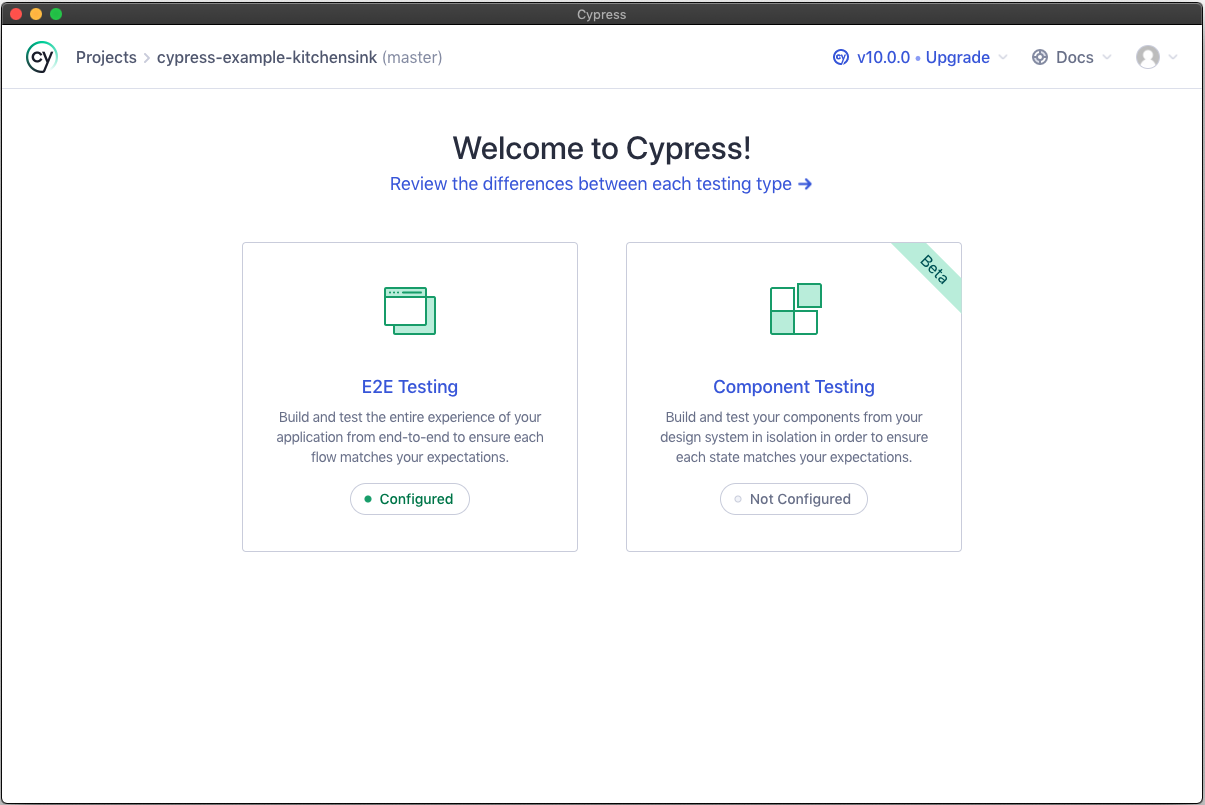 Cypress
cy Projects > cypress-example-kitchensink (master) cy v10.0.0 • Upgrade Docs
Welcome to Cypress!
Review the differences between each testing type →
Beta
E2E Testing
Build and test the entire experience of your
application from end-to-end to ensure each
flow matches your expectations.
Configured
Component Testing
Build and test your components from your
design system in isolation in order to ensure
each state matches your expectations.
Not Configured